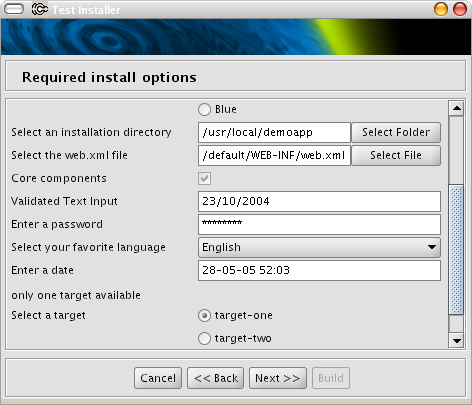 Test Installer
Required install options
Blue
Select an installation directory /usr/local/demoapp Select Folder
Select the web.xml file /default/WEB-INF/web.xml Select File
Core components
Validated Text Input 23/10/2004
Enter a password ********
Select your favorite language English
Enter a date 28-05-05 52:03
only one target available
Select a target target-one
target-two
Cancel << Back Next >> Build